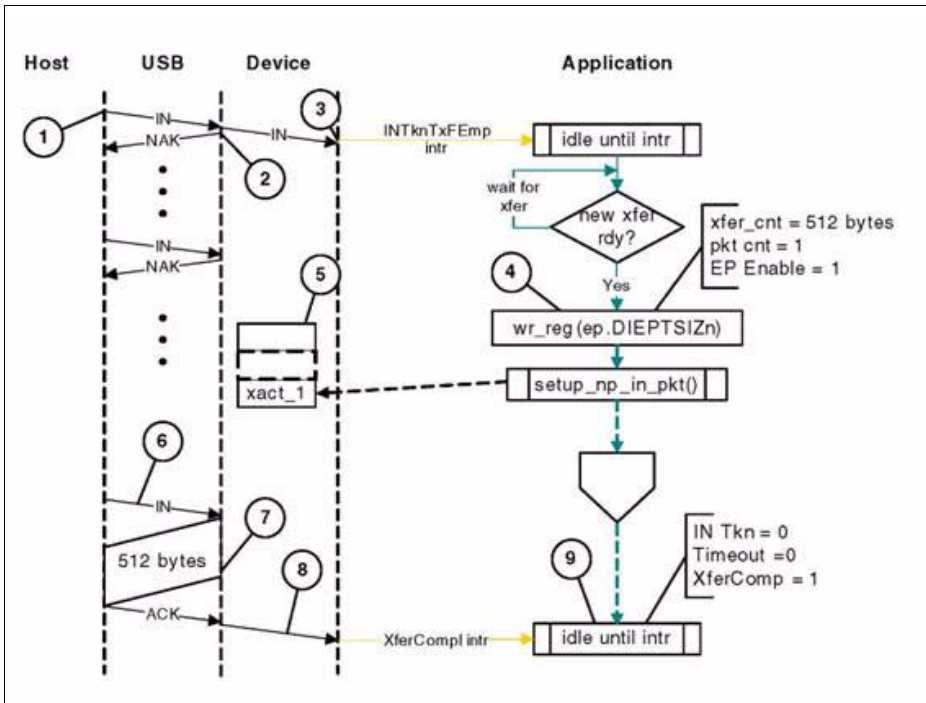 Host
USB
Device
Application
1
IN
NAK
2
IN
3
INTknTxFEmp
intr
idle until intr
wait for
xfer
new xfer
rdy?
xfer_cnt = 512 bytes
pkt cnt = 1
EP Enable = 1
IN
NAK
5
4
Yes
wr_reg (ep.DIEPTSIZn)
xact_1
setup_np_in_pkt()
6
IN
7
512 bytes
8
ACK
9
IN Tkn = 0
Timeout =0
XferComp = 1
XferCompl intr
idle until intr